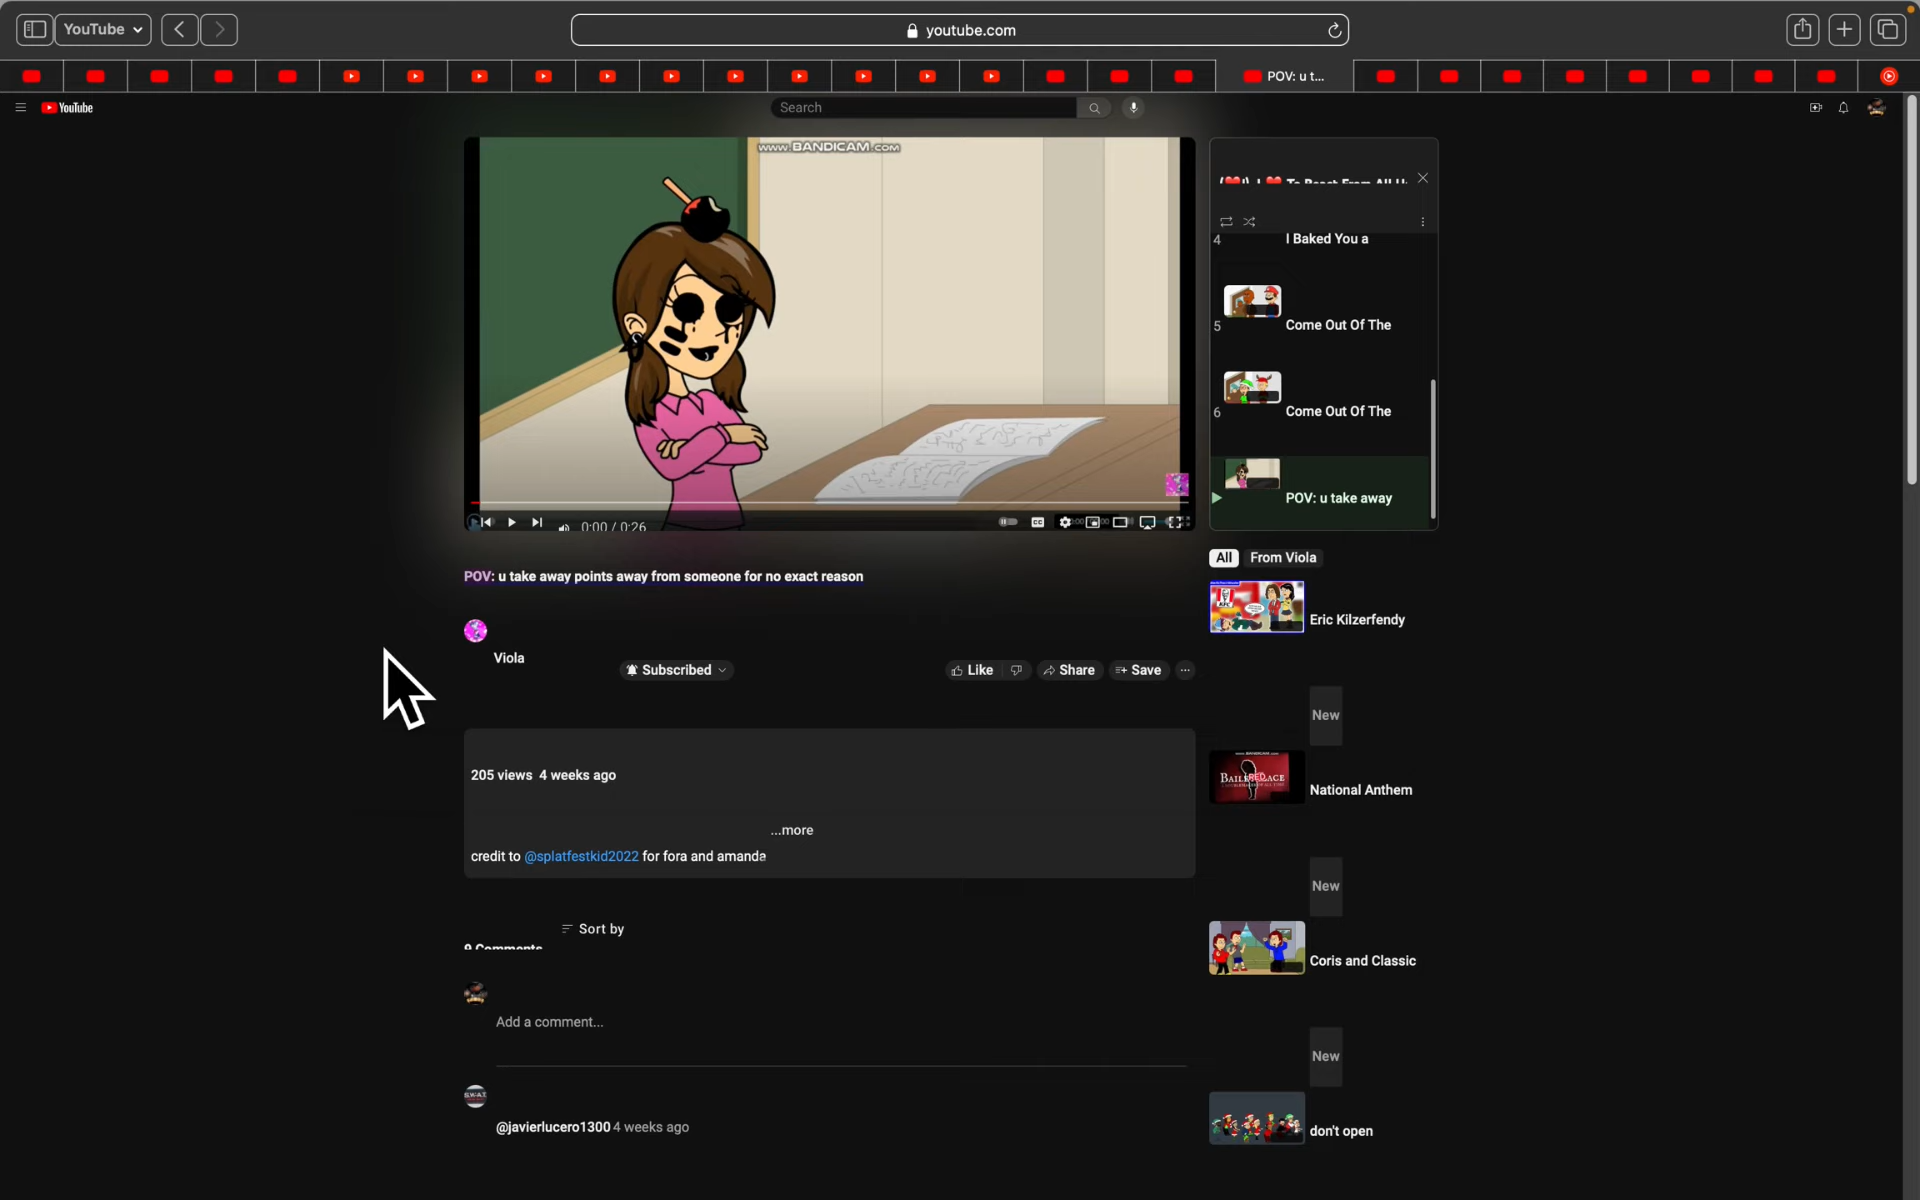 YouTube
youtube.com
POV: u t...
YouTube
Search
www.BANDICAM.com
4
I Baked You a
5
Come Out Of The
6
Come Out Of The
POV: u take away
0:00 / 0:26
All
From Viola
POV: u take away points away from someone for no exact reason
Eric Kilzerfendy
Viola
Subscribed
Like
Share
Save
New
205 views 4 weeks ago
National Anthem
...more
credit to @splatfestkid2022 for fora and amanda
New
Sort by
9 Comments
Coris and Classic
Add a comment...
New
@javierlucero1300 4 weeks ago
don't open